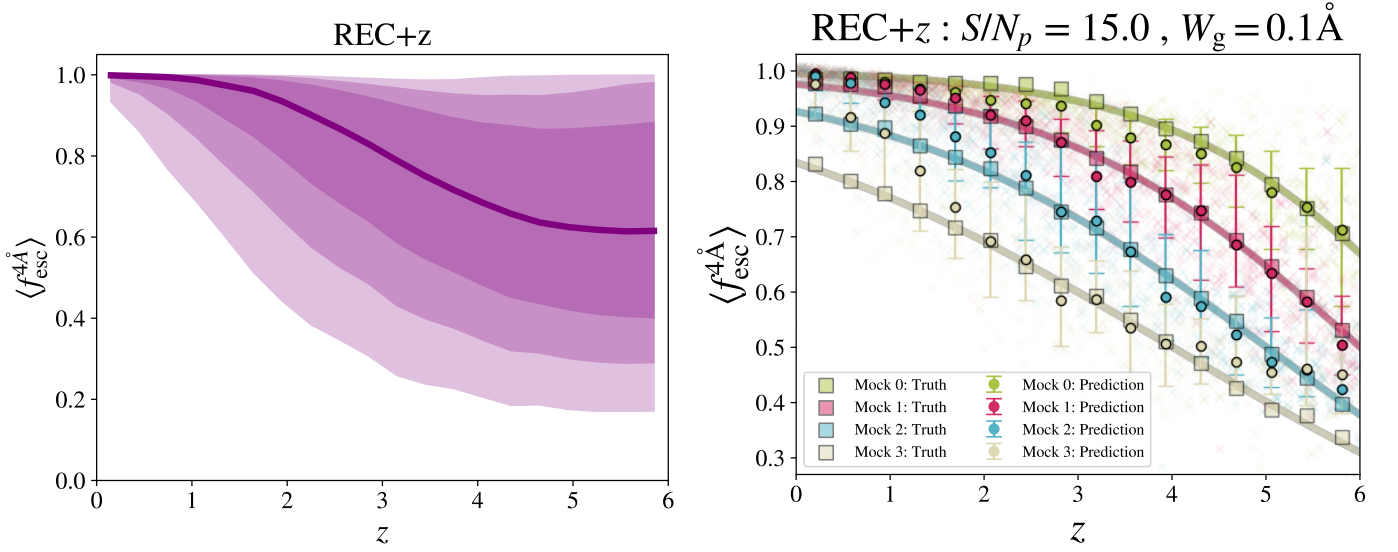 REC+z
1.0
0.8
0.6
0.4
0.2
0.0
⟨f_esc^4Å⟩
0 1 2 3 4 5 6
z
REC+z : S/N_p = 15.0 , W_g = 0.1Å
1.0
0.9
0.8
0.7
0.6
0.5
0.4
0.3
⟨f_esc^4Å⟩
Mock 0: Truth Mock 0: Prediction
Mock 1: Truth Mock 1: Prediction
Mock 2: Truth Mock 2: Prediction
Mock 3: Truth Mock 3: Prediction
0 1 2 3 4 5 6
z